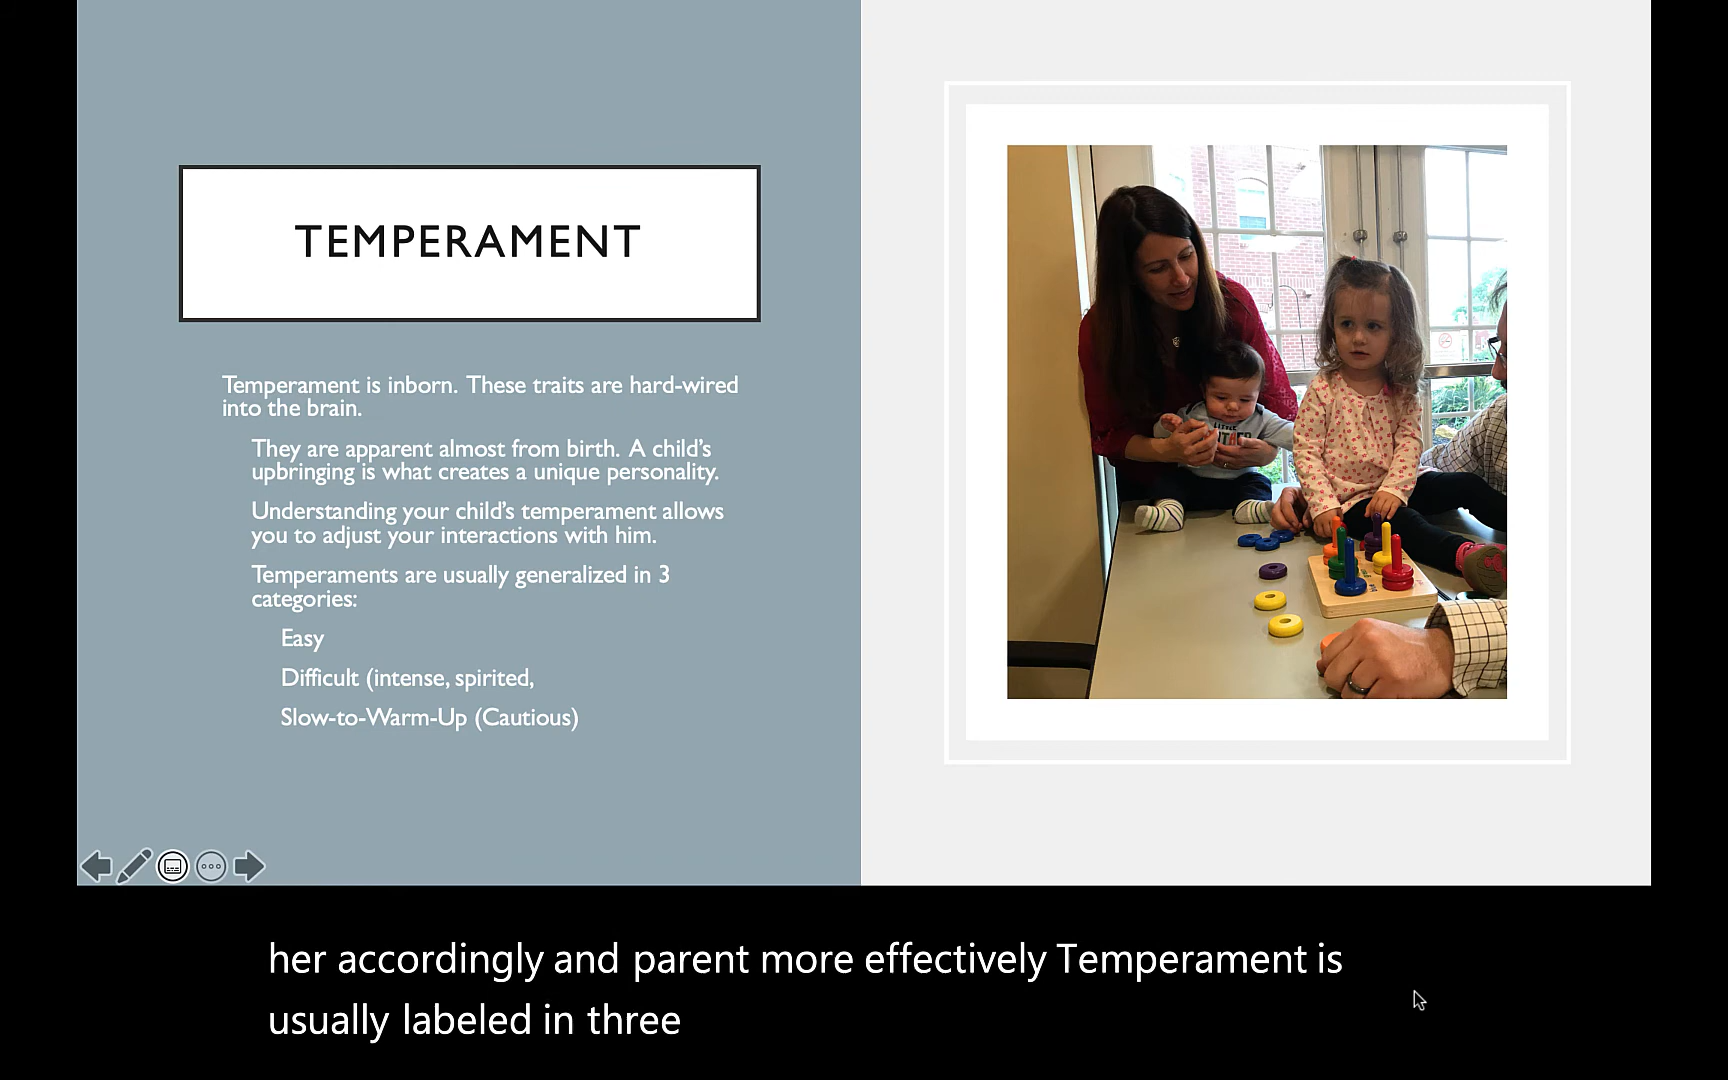 TEMPERAMENT
Temperament is inborn. These traits are hard-wired
into the brain.
They are apparent almost from birth. A child's
upbringing is what creates a unique personality.
Understanding your child's temperament allows
you to adjust your interactions with him.
Temperaments are usually generalized in 3
categories:
Easy
Difficult (intense, spirited,
Slow-to-Warm-Up (Cautious)
LITTLE
her accordingly and parent more effectively Temperament is
usually labeled in three